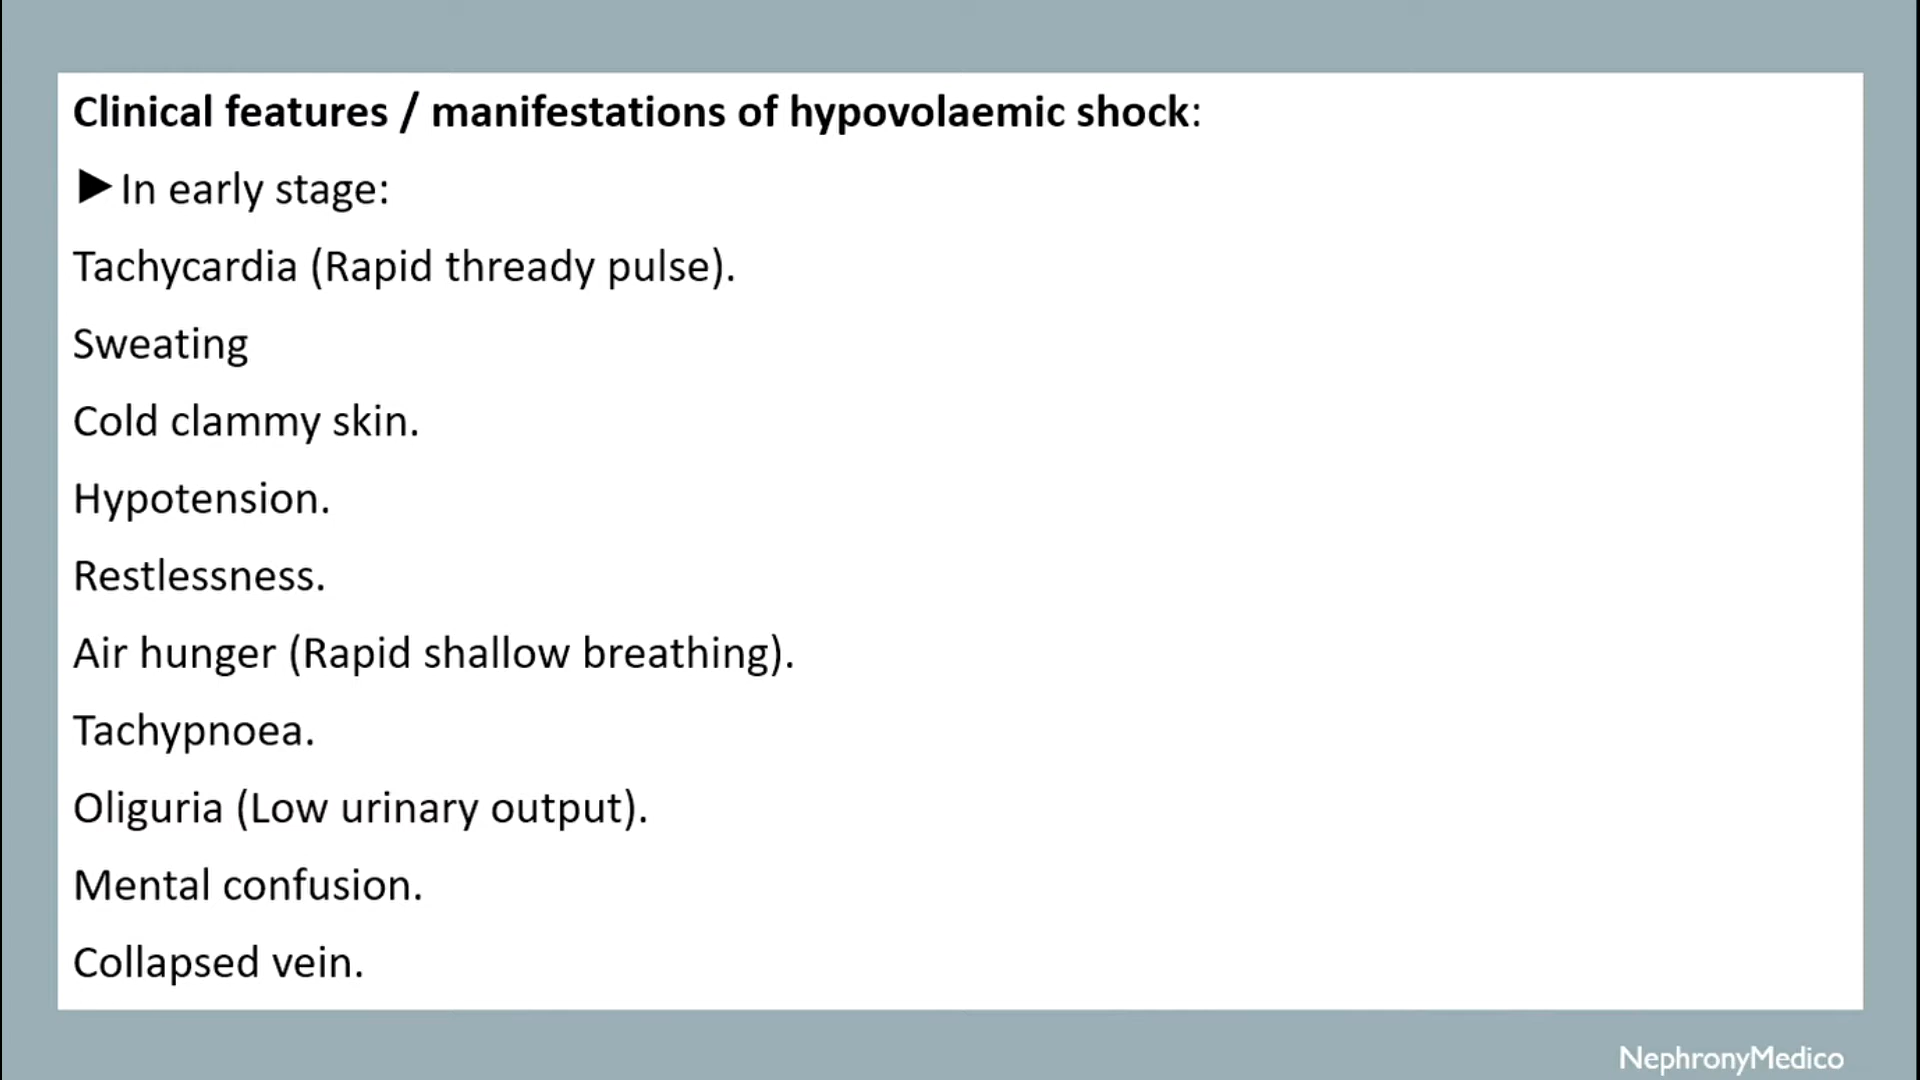 Clinical features / manifestations of hypovolaemic shock:
▶In early stage:
Tachycardia (Rapid thready pulse).
Sweating
Cold clammy skin.
Hypotension.
Restlessness.
Air hunger (Rapid shallow breathing).
Tachypnoea.
Oliguria (Low urinary output).
Mental confusion.
Collapsed vein.
NephronyMedico